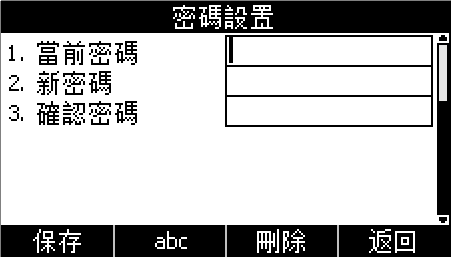 密碼設置
1. 當前密碼
2. 新密碼
3. 確認密碼
保存 abc 刪除 返回